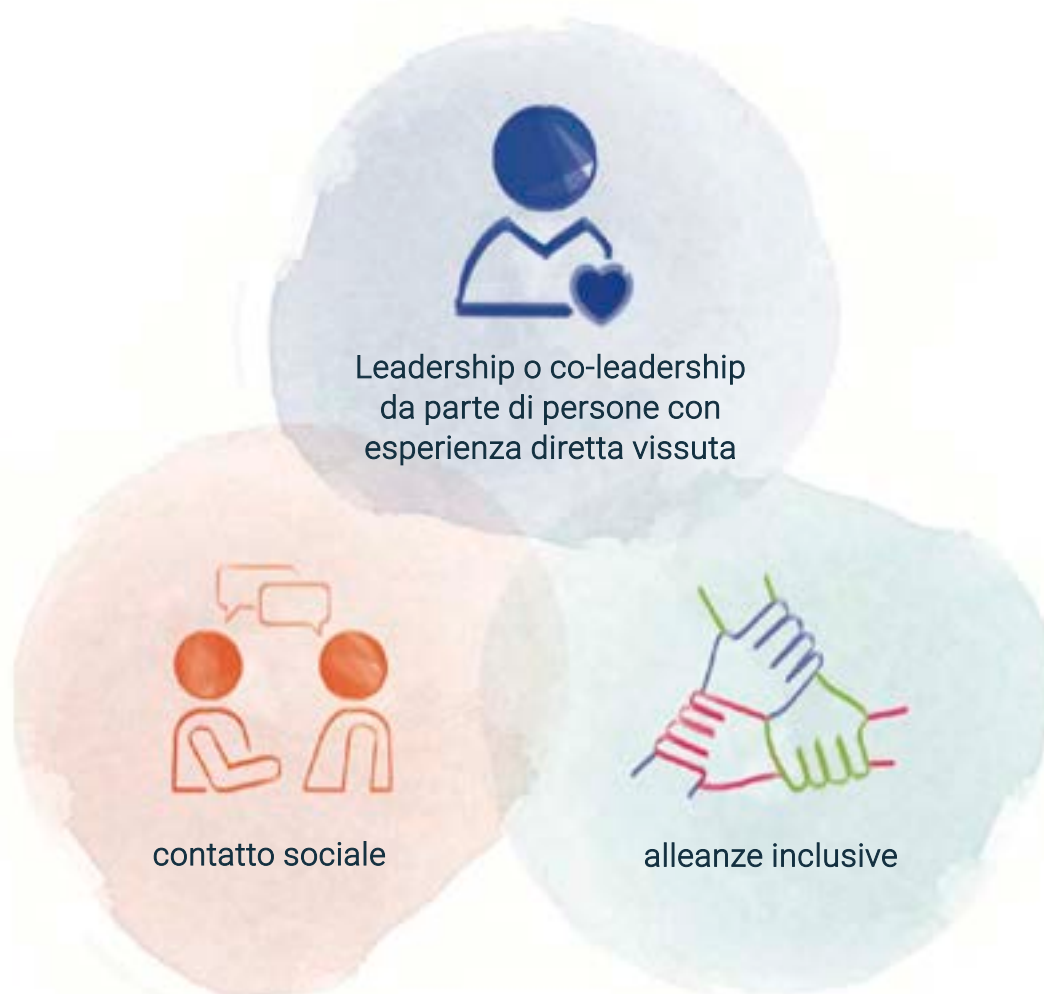 Leadership o co-leadership
da parte di persone con
esperienza diretta vissuta
contatto sociale
alleanze inclusive